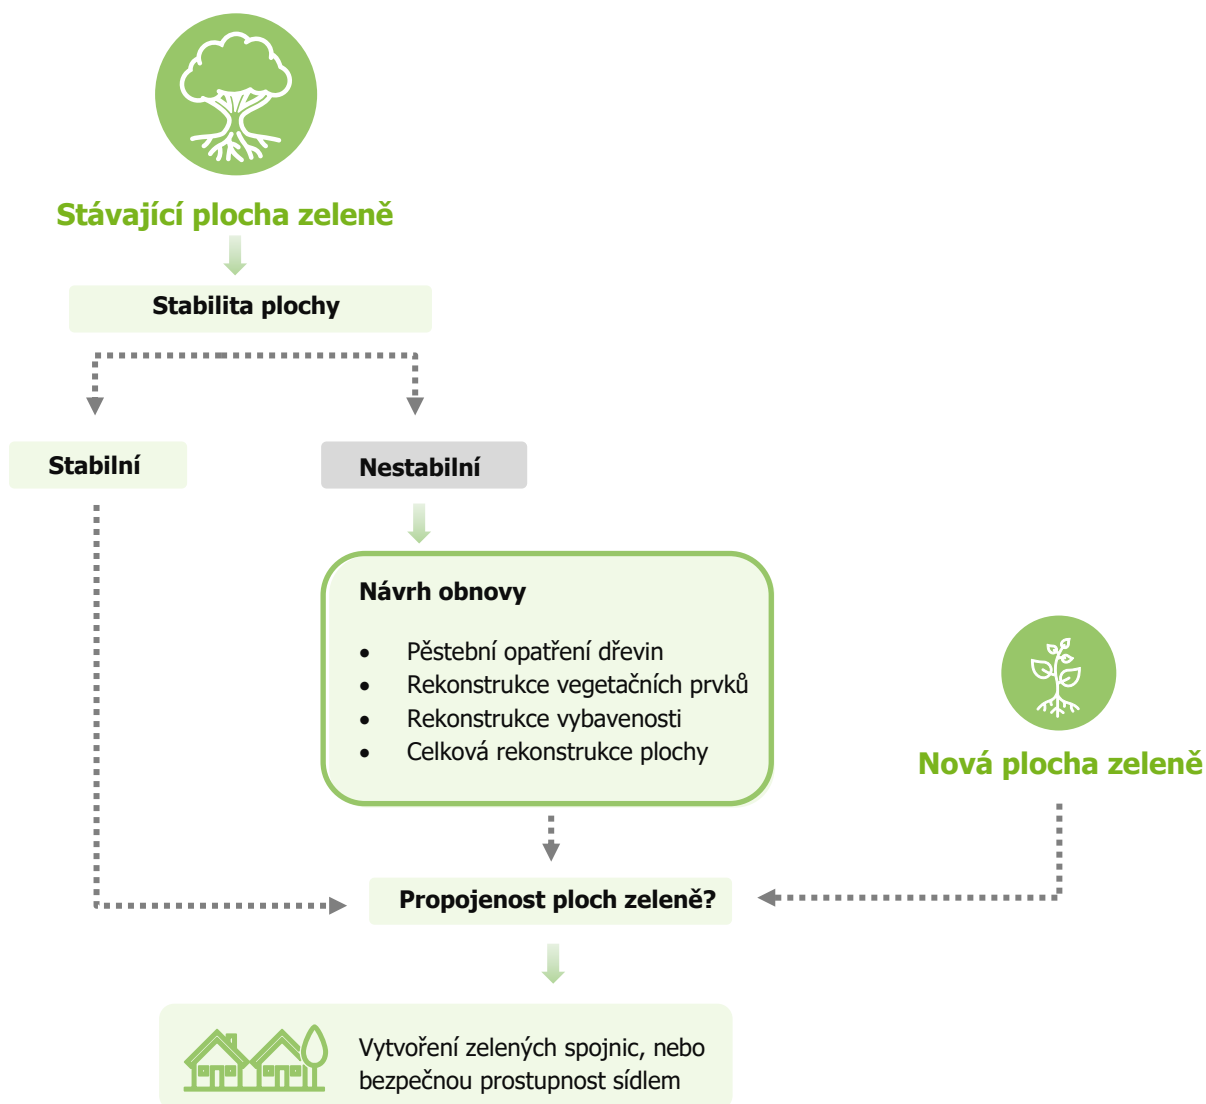 Stávající plocha zeleně
Stabilita plochy
Stabilní
Nestabilní
Návrh obnovy
• Pěstební opatření dřevin
• Rekonstrukce vegetačních prvků
• Rekonstrukce vybavenosti
• Celková rekonstrukce plochy
Nová plocha zeleně
Propojenost ploch zeleně?
Vytvoření zelených spojnic, nebo
bezpečnou prostupnost sídlem